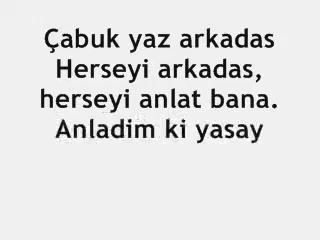 Çabuk yaz arkadas
Herseyi arkadas,
herseyi anlat bana.
Anladim ki yasay